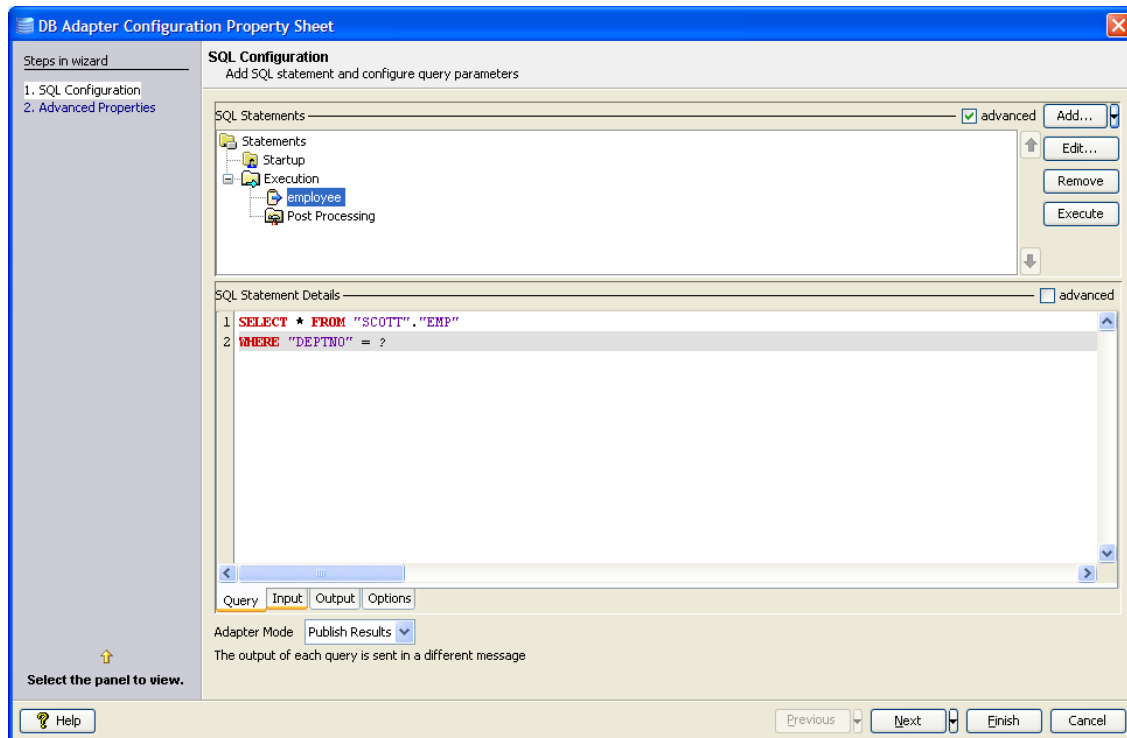 DB Adapter Configuration Property Sheet
Steps in wizard
1. SQL Configuration
2. Advanced Properties
Select the panel to view.
SQL Configuration
Add SQL statement and configure query parameters
SQL Statements
advanced
Add...
Edit...
Remove
Execute
Statements
Startup
Execution
employee
Post Processing
SQL Statement Details
advanced
1 SELECT * FROM "SCOTT"."EMP"
2 WHERE "DEPTNO" = ?
Query Input Output Options
Adapter Mode Publish Results
The output of each query is sent in a different message
Help Previous Next Finish Cancel